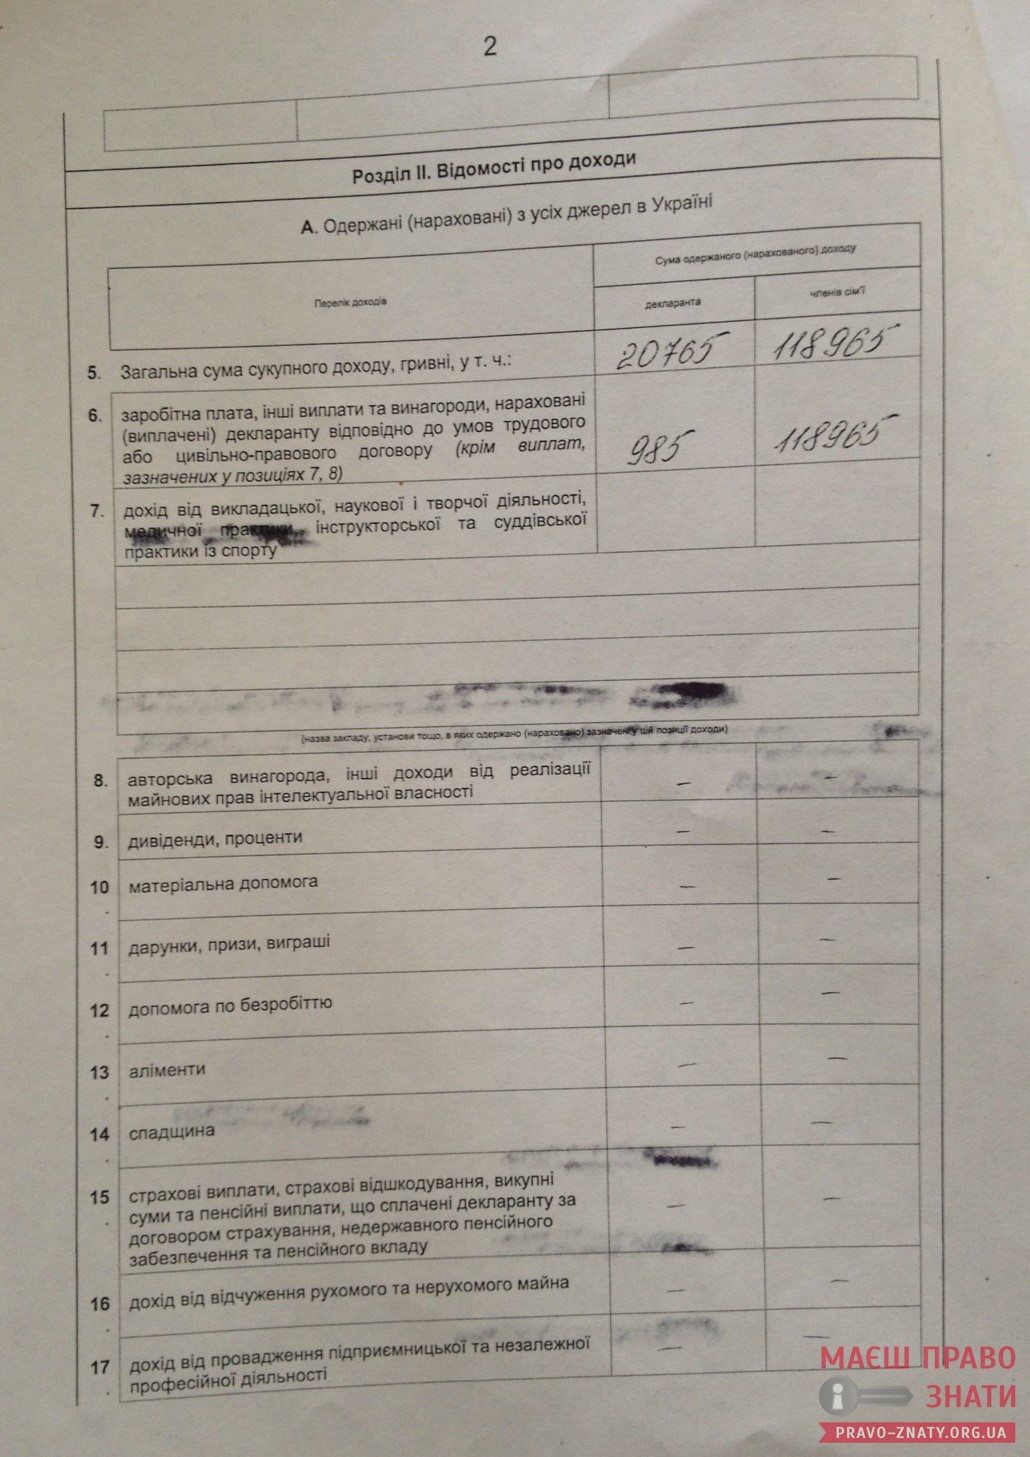 2
Розділ II. Відомості про доходи
А. Одержані (нараховані) з усіх джерел в Україні
Перелік доходів
Сума одержаного (нарахованого) доходу
декларанта
членів сім'ї
5. Загальна сума сукупного доходу, гривні, у т. ч.: 20765 118965
6. заробітна плата, інші виплати та винагороди, нараховані
(виплачені) декларанту відповідно до умов трудового
або цивільно-правового договору (крім виплат, 985 118965
зазначених у позиціях 7, 8)
7. дохід від викладацької, наукової і творчої діяльності,
медичної практики, інструкторської та суддівської
практики із спорту
(назва закладу, установи тощо, в яких одержано (нараховано) зазначені у цій позиції доходи)
8. авторська винагорода, інші доходи від реалізації — —
майнових прав інтелектуальної власності
9. дивіденди, проценти — —
10. матеріальна допомога — —
11. дарунки, призи, виграші — —
12. допомога по безробіттю — —
13. аліменти — —
14. спадщина — —
15. страхові виплати, страхові відшкодування, викупні
суми та пенсійні виплати, що сплачені декларанту за — —
договором страхування, недержавного пенсійного
забезпечення та пенсійного вкладу
16. дохід від відчуження рухомого та нерухомого майна — —
17. дохід від провадження підприємницької та незалежної — —
професійної діяльності
МАЄШ ПРАВО
ЗНАТИ
PRAVO-ZNATY.ORG.UA